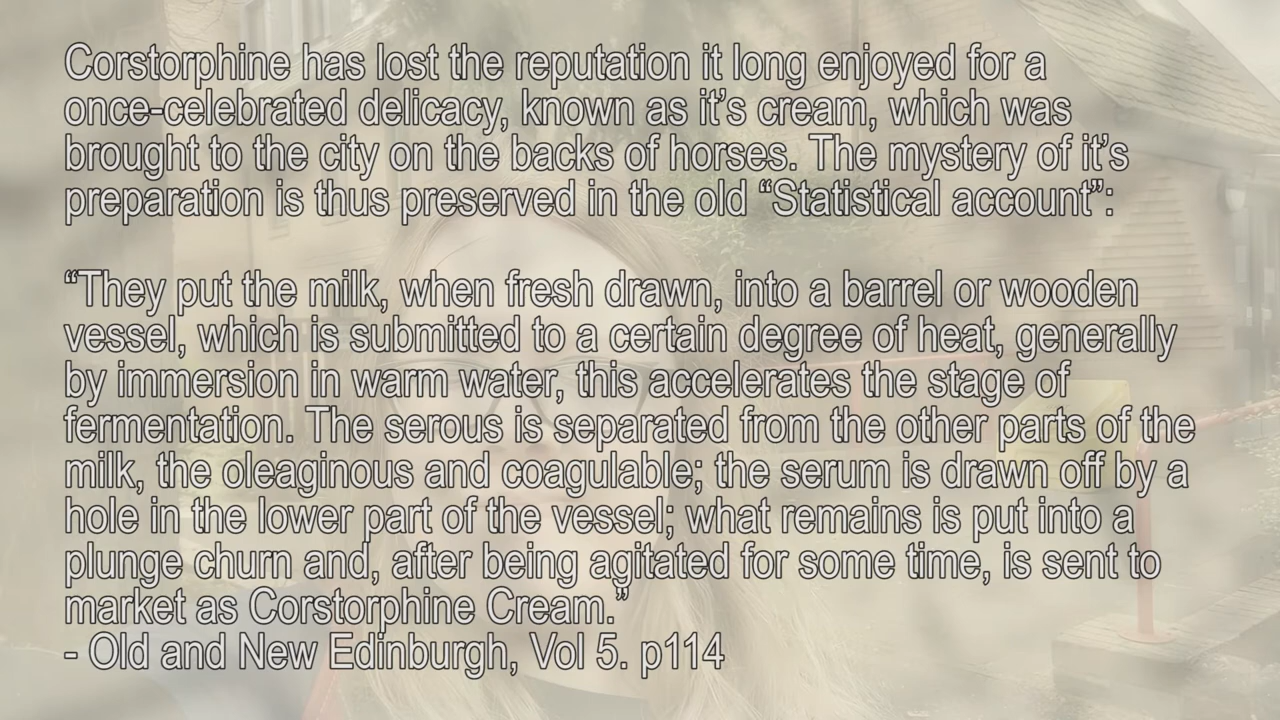 Corstorphine has lost the reputation it long enjoyed for a
once-celebrated delicacy, known as it’s cream, which was
brought to the city on the backs of horses. The mystery of it’s
preparation is thus preserved in the old “Statistical account”:
“They put the milk, when fresh drawn, into a barrel or wooden
vessel, which is submitted to a certain degree of heat, generally
by immersion in warm water, this accelerates the stage of
fermentation. The serous is separated from the other parts of the
milk, the oleaginous and coagulable; the serum is drawn off by a
hole in the lower part of the vessel; what remains is put into a
plunge churn and, after being agitated for some time, is sent to
market as Corstorphine Cream.”
- Old and New Edinburgh, Vol 5. p114